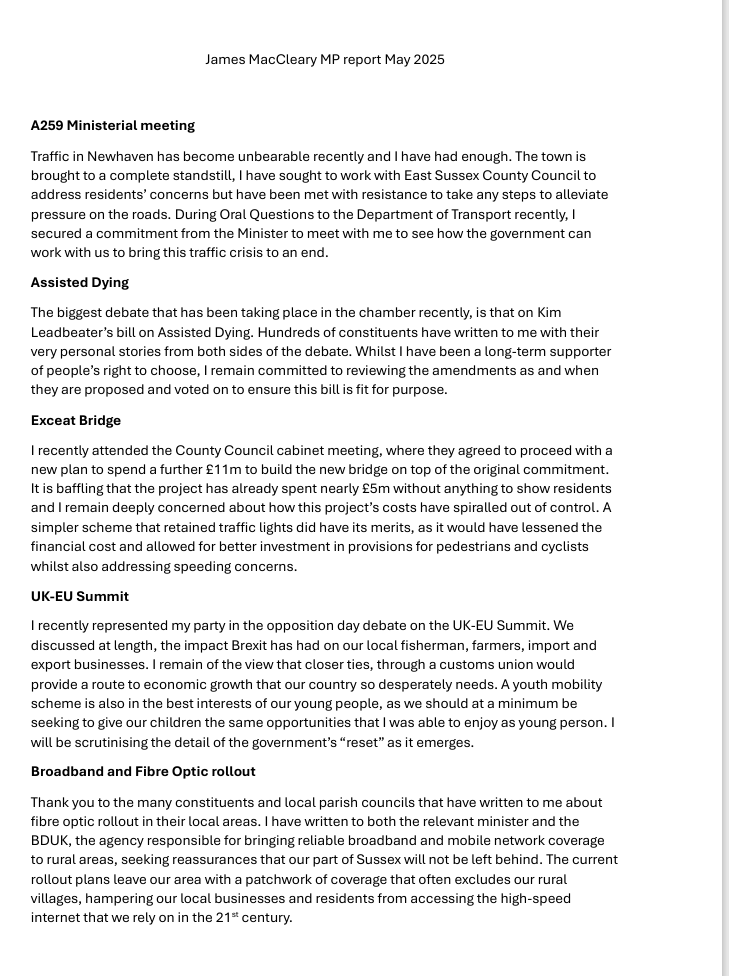 James MacCleary MP report May 2025
A259 Ministerial meeting
Traffic in Newhaven has become unbearable recently and I have had enough. The town is
brought to a complete standstill, I have sought to work with East Sussex County Council to
address residents’ concerns but have been met with resistance to take any steps to alleviate
pressure on the roads. During Oral Questions to the Department of Transport recently, I
secured a commitment from the Minister to meet with me to see how the government can
work with us to bring this traffic crisis to an end.
Assisted Dying
The biggest debate that has been taking place in the chamber recently, is that on Kim
Leadbeater’s bill on Assisted Dying. Hundreds of constituents have written to me with their
very personal stories from both sides of the debate. Whilst I have been a long-term supporter
of people’s right to choose, I remain committed to reviewing the amendments as and when
they are proposed and voted on to ensure this bill is fit for purpose.
Exceat Bridge
I recently attended the County Council cabinet meeting, where they agreed to proceed with a
new plan to spend a further £11m to build the new bridge on top of the original commitment.
It is baffling that the project has already spent nearly £5m without anything to show residents
and I remain deeply concerned about how this project’s costs have spiralled out of control. A
simpler scheme that retained traffic lights did have its merits, as it would have lessened the
financial cost and allowed for better investment in provisions for pedestrians and cyclists
whilst also addressing speeding concerns.
UK-EU Summit
I recently represented my party in the opposition day debate on the UK-EU Summit. We
discussed at length, the impact Brexit has had on our local fisherman, farmers, import and
export businesses. I remain of the view that closer ties, through a customs union would
provide a route to economic growth that our country so desperately needs. A youth mobility
scheme is also in the best interests of our young people, as we should at a minimum be
seeking to give our children the same opportunities that I was able to enjoy as young person. I
will be scrutinising the detail of the government’s “reset” as it emerges.
Broadband and Fibre Optic rollout
Thank you to the many constituents and local parish councils that have written to me about
fibre optic rollout in their local areas. I have written to both the relevant minister and the
BDUK, the agency responsible for bringing reliable broadband and mobile network coverage
to rural areas, seeking reassurances that our part of Sussex will not be left behind. The current
rollout plans leave our area with a patchwork of coverage that often excludes our rural
villages, hampering our local businesses and residents from accessing the high-speed
internet that we rely on in the 21st century.